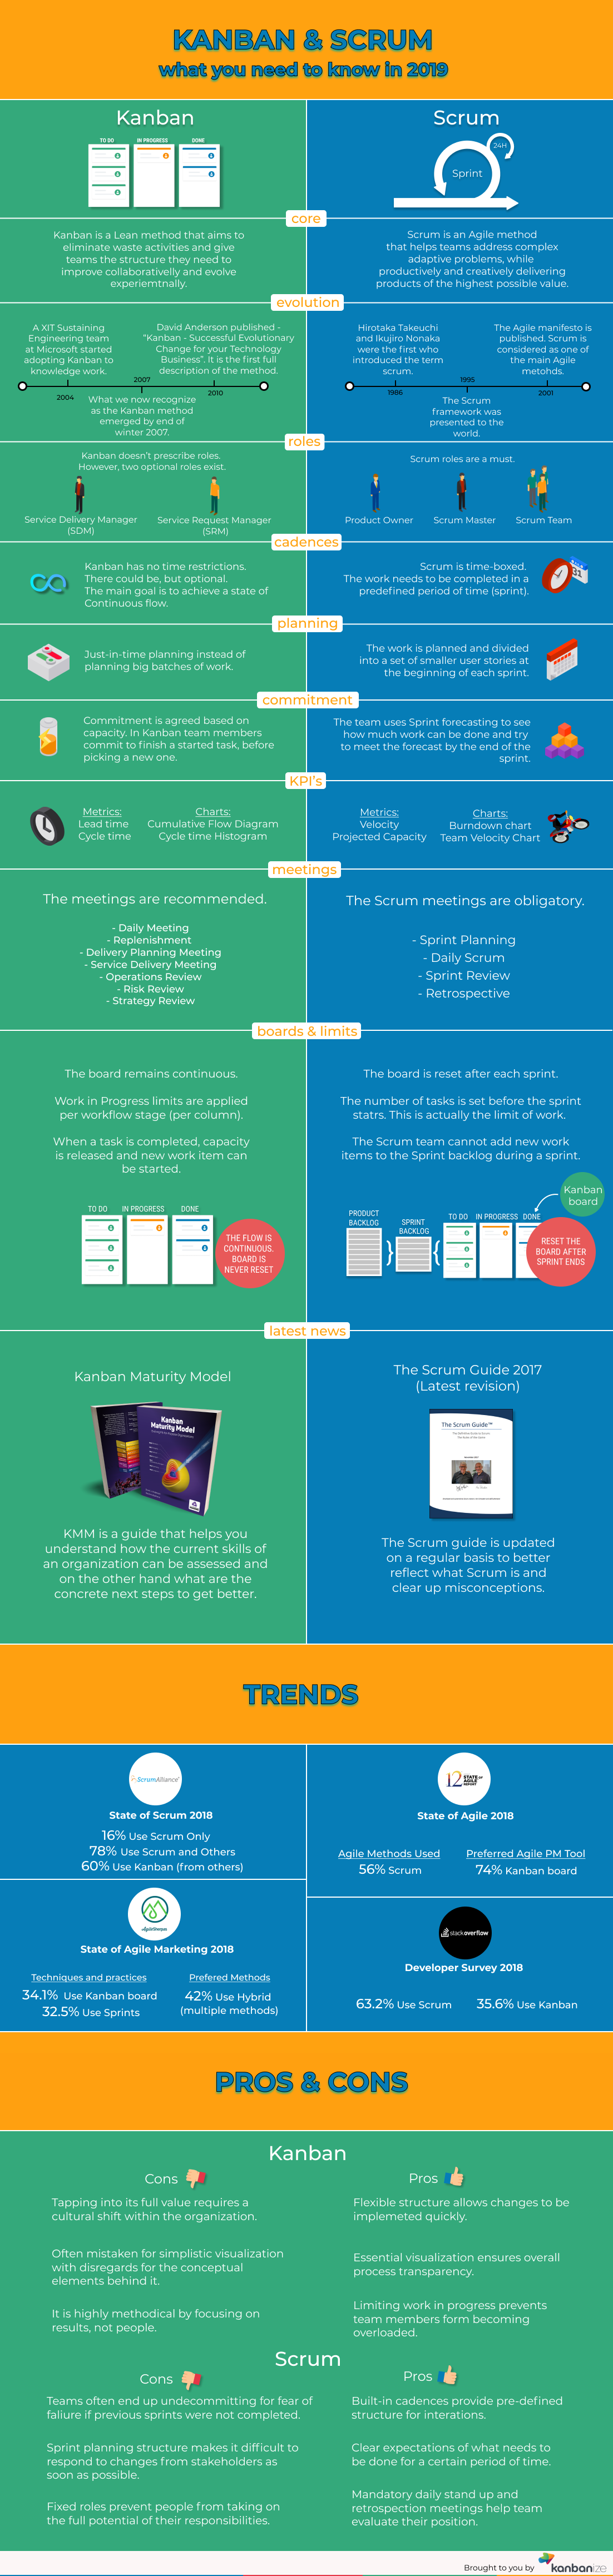 KANBAN & SCRUM
what you need to know in 2019
Kanban
TO DO
IN PROGRESS
DONE
Scrum
24H
Sprint
core
Kanban is a Lean method that aims to
eliminate waste activities and give
teams the structure they need to
improve collaborativelly and evolve
experiemtnally.
Scrum is an Agile method
that helps teams address complex
adaptive problems, while
productively and creatively delivering
products of the highest possible value.
evolution
A XIT Sustaining
Engineering team
at Microsoft started
adopting Kanban to
knowledge work.
David Anderson published -
"Kanban - Successful Evolutionary
Change for your Technology
Business". It is the first full
description of the method.
2004
2007
2010
What we now recognize
as the Kanban method
emerged by end of
winter 2007.
Hirotaka Takeuchi
and Ikujiro Nonaka
were the first who
introduced the term
scrum.
The Agile manifesto is
published. Scrum is
considered as one of
the main Agile
metohds.
1986
1995
2001
The Scrum
framework was
presented to the
world.
roles
Kanban doesn't prescribe roles.
However, two optional roles exist.
Service Delivery Manager
(SDM)
Service Request Manager
(SRM)
Scrum roles are a must.
Product Owner
Scrum Master
Scrum Team
cadences
Kanban has no time restrictions.
There could be, but optional.
The main goal is to achieve a state of
Continuous flow.
Scrum is time-boxed.
The work needs to be completed in a
predefined period of time (sprint).
31
planning
Just-in-time planning instead of
planning big batches of work.
The work is planned and divided
into a set of smaller user stories at
the beginning of each sprint.
commitment
Commitment is agreed based on
capacity. In Kanban team members
commit to finish a started task, before
picking a new one.
The team uses Sprint forecasting to see
how much work can be done and try
to meet the forecast by the end of the
sprint.
KPI's
Metrics:
Lead time
Cycle time
Charts:
Cumulative Flow Diagram
Cycle time Histogram
Metrics:
Velocity
Projected Capacity
Charts:
Burndown chart
Team Velocity Chart
meetings
The meetings are recommended.
- Daily Meeting
- Replenishment
- Delivery Planning Meeting
- Service Delivery Meeting
- Operations Review
- Risk Review
- Strategy Review
The Scrum meetings are obligatory.
- Sprint Planning
- Daily Scrum
- Sprint Review
- Retrospective
boards & limits
The board remains continuous.
Work in Progress limits are applied
per workflow stage (per column).
When a task is completed, capacity
is released and new work item can
be started.
TO DO
IN PROGRESS
DONE
THE FLOW IS
CONTINUOUS.
BOARD IS
NEVER RESET
The board is reset after each sprint.
The number of tasks is set before the sprint
statrs. This is actually the limit of work.
The Scrum team cannot add new work
items to the Sprint backlog during a sprint.
Kanban
board
PRODUCT
BACKLOG
SPRINT
BACKLOG
TO DO
IN PROGRESS
DONE
RESET THE
BOARD AFTER
SPRINT ENDS
latest news
Kanban Maturity Model
Kanban
Maturity Model
KMM is a guide that helps you
understand how the current skills of
an organization can be assessed and
on the other hand what are the
concrete next steps to get better.
The Scrum Guide 2017
(Latest revision)
The Scrum Guide™
The Scrum guide is updated
on a regular basis to better
reflect what Scrum is and
clear up misconceptions.
TRENDS
ScrumAlliance
State of Scrum 2018
16% Use Scrum Only
78% Use Scrum and Others
60% Use Kanban (from others)
12 STATE OF
AGILE
REPORT
State of Agile 2018
Agile Methods Used
56% Scrum
Preferred Agile PM Tool
74% Kanban board
AgileSherpas
State of Agile Marketing 2018
Techniques and practices
34.1% Use Kanban board
32.5% Use Sprints
Prefered Methods
42% Use Hybrid
(multiple methods)
stackoverflow
Developer Survey 2018
63.2% Use Scrum
35.6% Use Kanban
PROS & CONS
Kanban
Cons
Tapping into its full value requires a
cultural shift within the organization.
Often mistaken for simplistic visualization
with disregards for the conceptual
elements behind it.
It is highly methodical by focusing on
results, not people.
Pros
Flexible structure allows changes to be
implemeted quickly.
Essential visualization ensures overall
process transparency.
Limiting work in progress prevents
team members form becoming
overloaded.
Scrum
Cons
Teams often end up undecommitting for fear of
faliure if previous sprints were not completed.
Sprint planning structure makes it difficult to
respond to changes from stakeholders as
soon as possible.
Fixed roles prevent people from taking on
the full potential of their responsibilities.
Pros
Built-in cadences provide pre-defined
structure for interations.
Clear expectations of what needs to
be done for a certain period of time.
Mandatory daily stand up and
retrospection meetings help team
evaluate their position.
Brought to you by
kanbanize